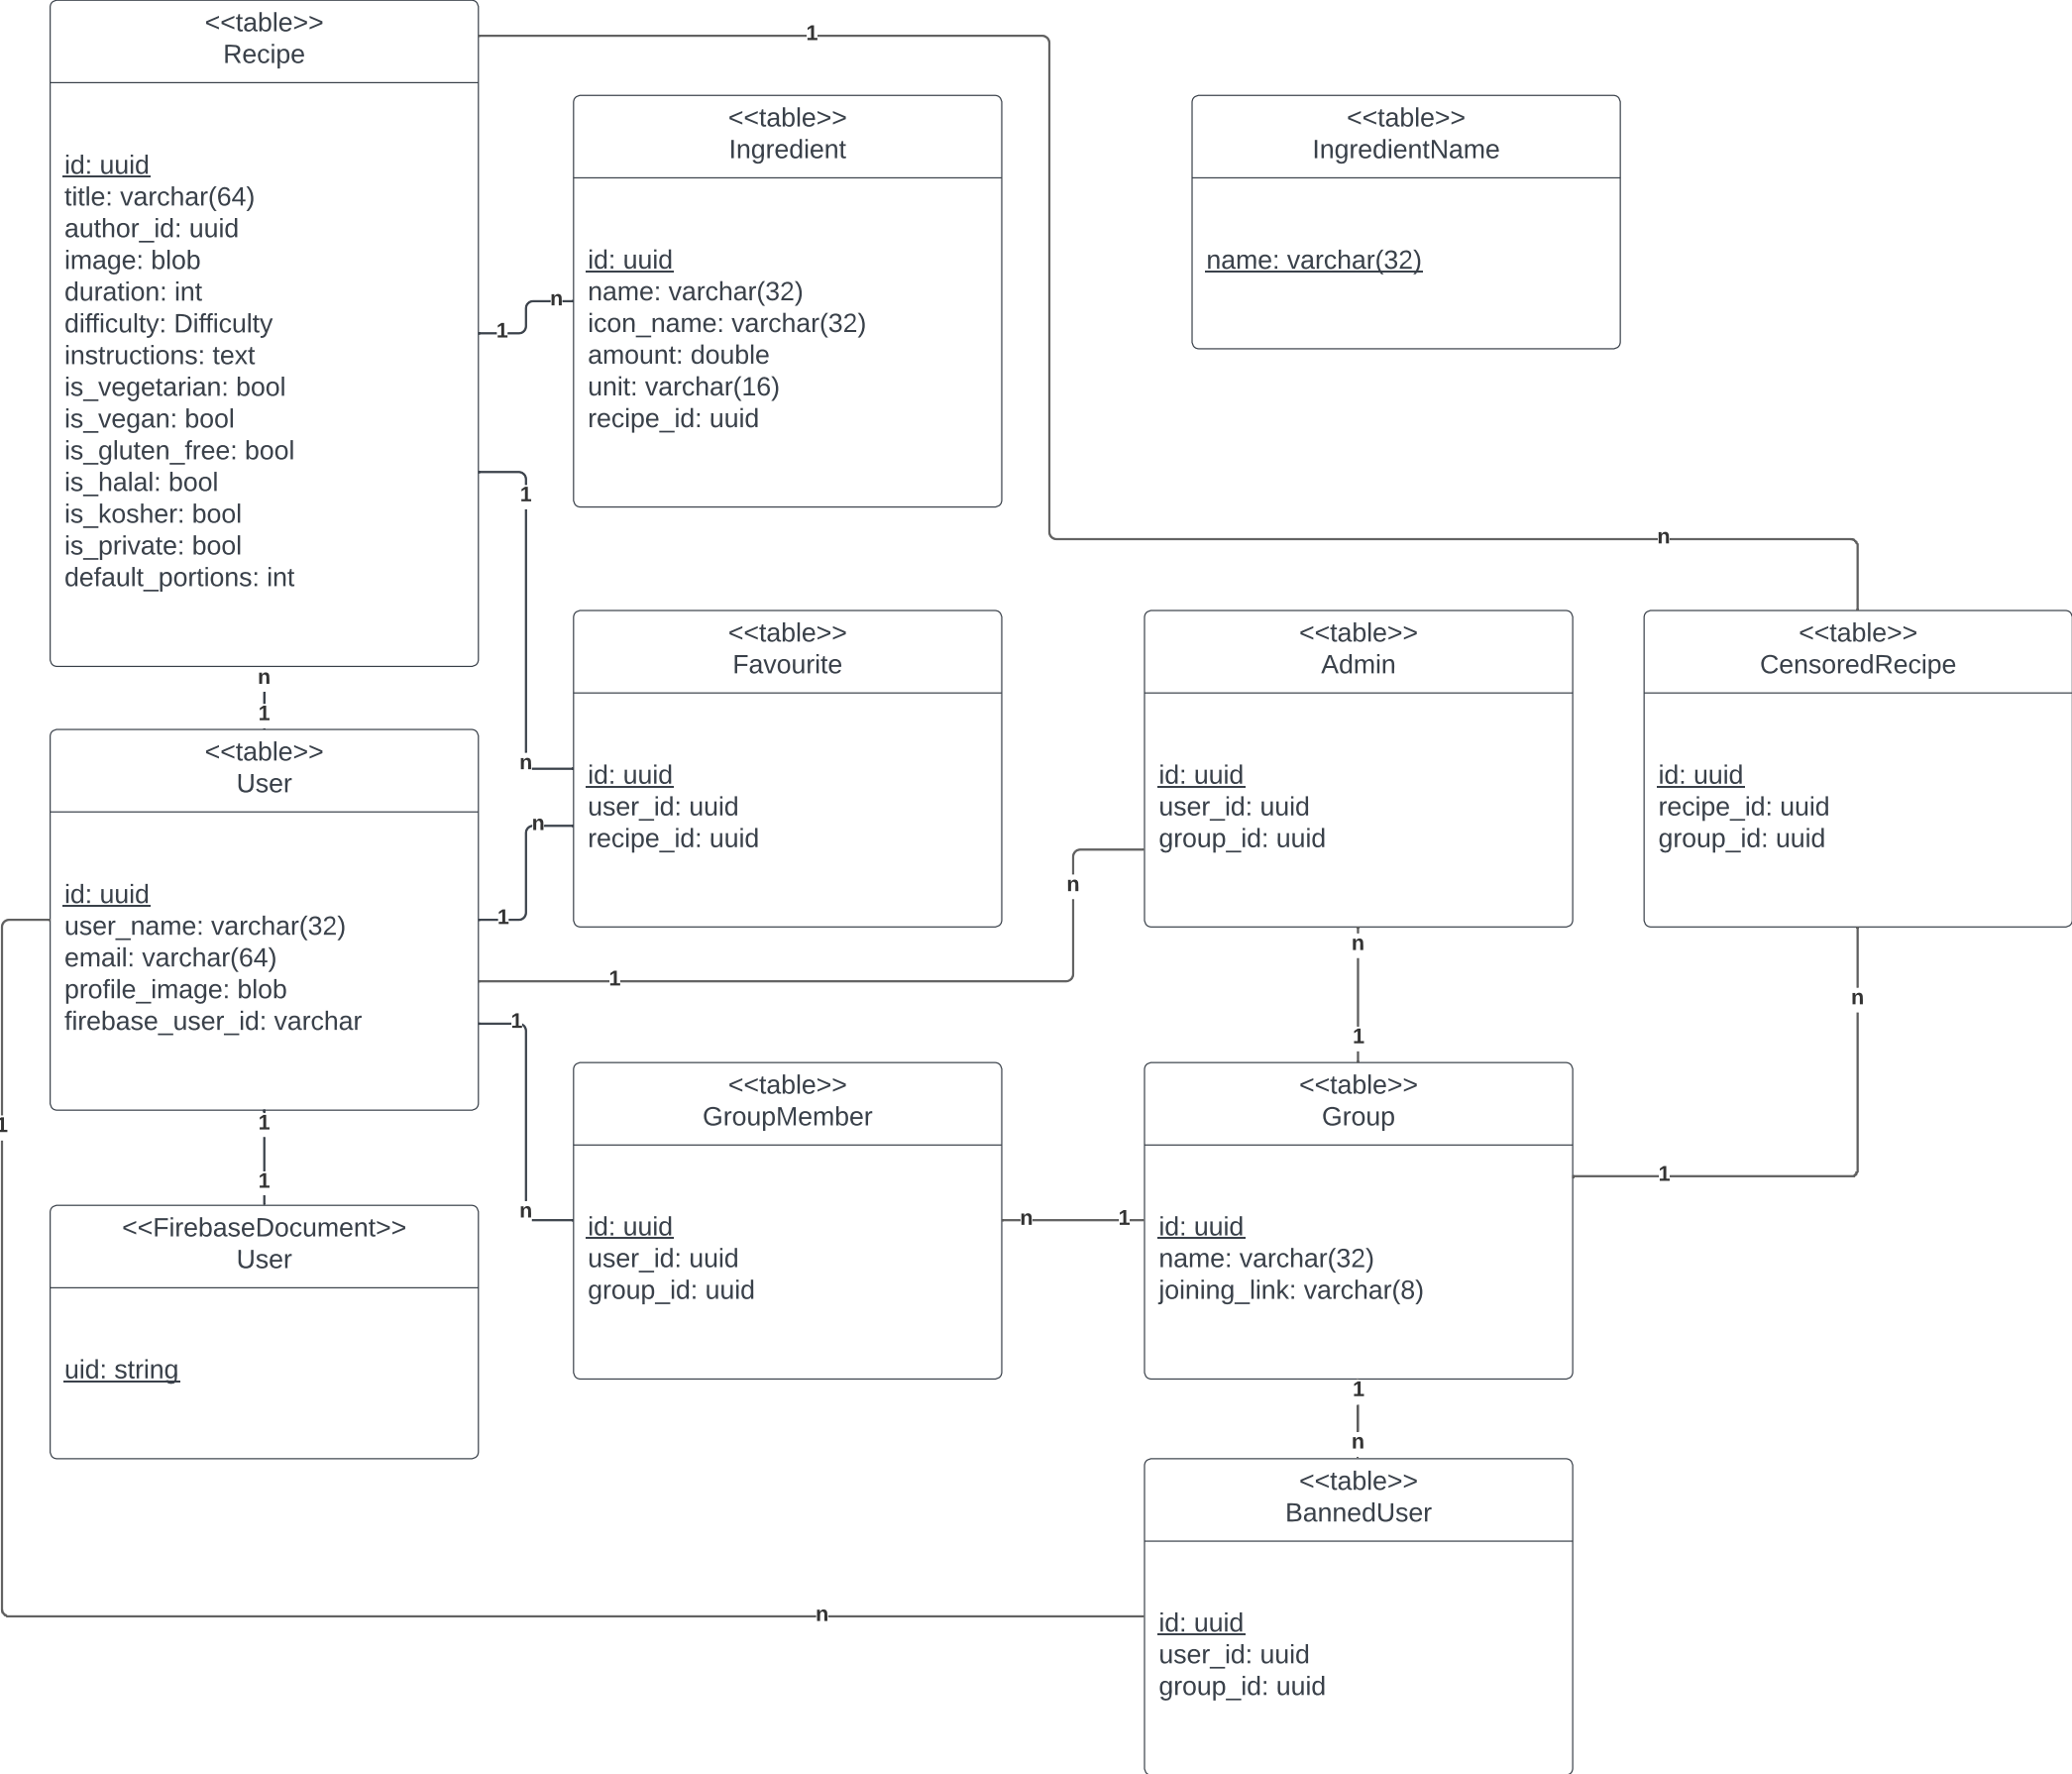 <<table>>
Recipe
id: uuid
title: varchar(64)
author_id: uuid
image: blob
duration: int
difficulty: Difficulty
instructions: text
is_vegetarian: bool
is_vegan: bool
is_gluten_free: bool
is_halal: bool
is_kosher: bool
is_private: bool
default_portions: int
1
n
<<table>>
Ingredient
id: uuid
name: varchar(32)
icon_name: varchar(32)
amount: double
unit: varchar(16)
recipe_id: uuid
1
n
<<table>>
IngredientName
name: varchar(32)
1
n
<<table>>
Favourite
id: uuid
user_id: uuid
recipe_id: uuid
n
1
<<table>>
Admin
id: uuid
user_id: uuid
group_id: uuid
n
1
<<table>>
CensoredRecipe
id: uuid
recipe_id: uuid
group_id: uuid
n
1
n
1
<<table>>
User
id: uuid
user_name: varchar(32)
email: varchar(64)
profile_image: blob
firebase_user_id: varchar
1
n
1
1
<<FirebaseDocument>>
User
uid: string
<<table>>
GroupMember
id: uuid
user_id: uuid
group_id: uuid
n
1
n
1
<<table>>
Group
id: uuid
name: varchar(32)
joining_link: varchar(8)
1
n
<<table>>
BannedUser
id: uuid
user_id: uuid
group_id: uuid
1
n